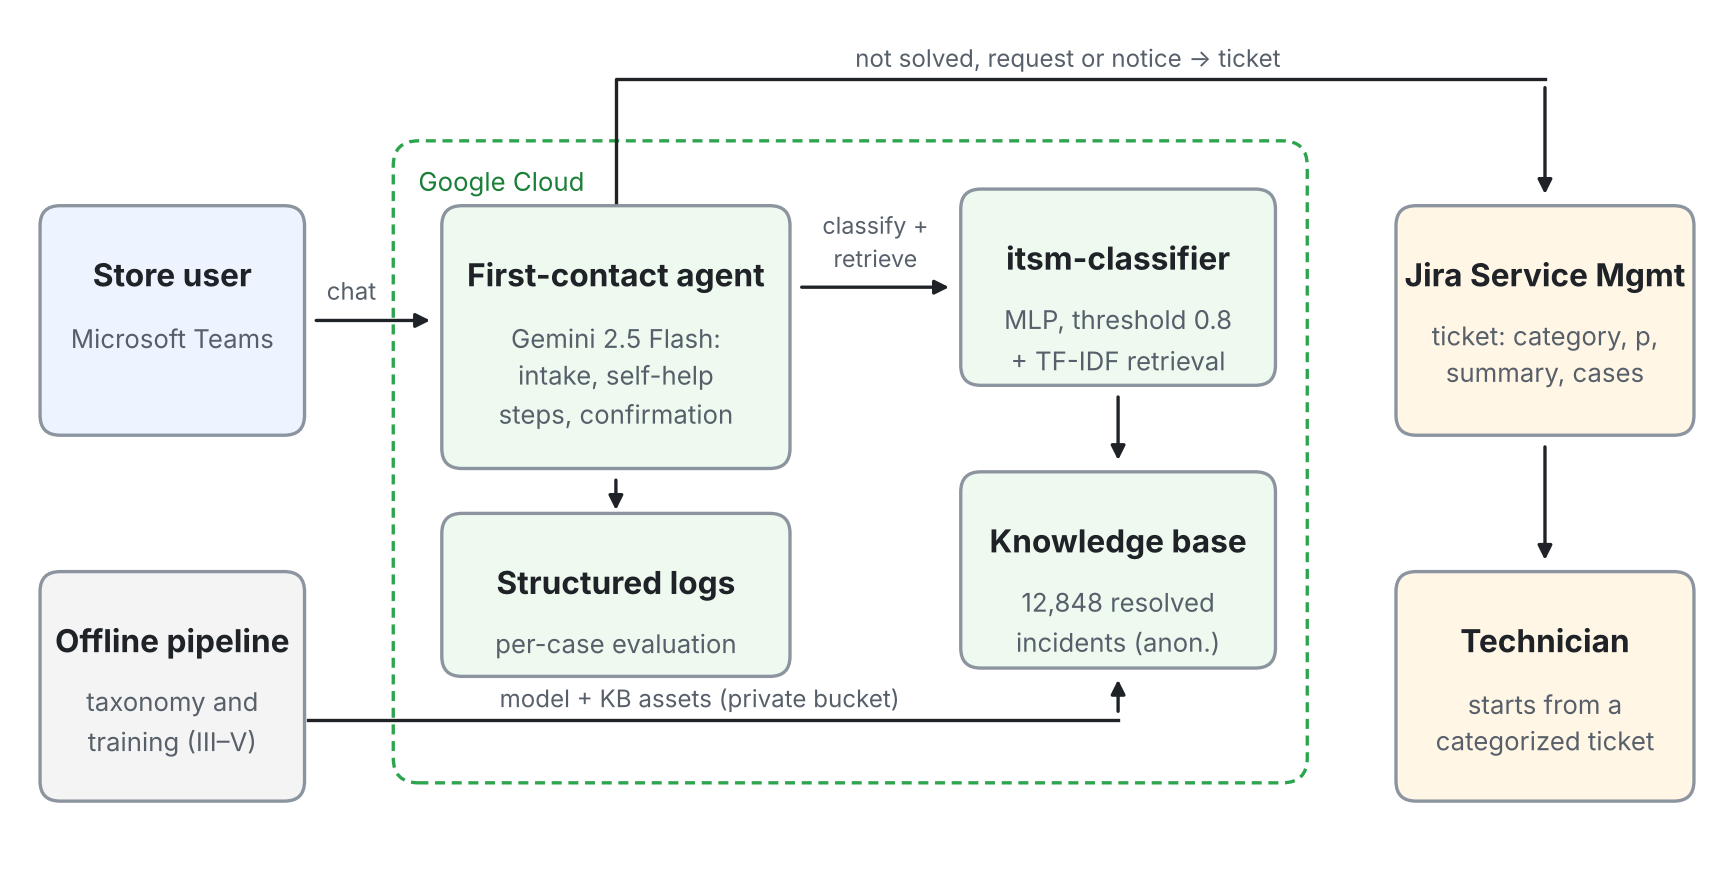 not solved, request or notice → ticket
Google Cloud
Store user
Microsoft Teams
chat
First-contact agent
Gemini 2.5 Flash:
intake, self-help
steps, confirmation
classify +
retrieve
itsm-classifier
MLP, threshold 0.8
+ TF-IDF retrieval
Jira Service Mgmt
ticket: category, p,
summary, cases
Offline pipeline
taxonomy and
training (III–V)
Structured logs
per-case evaluation
model + KB assets (private bucket)
Knowledge base
12,848 resolved
incidents (anon.)
Technician
starts from a
categorized ticket